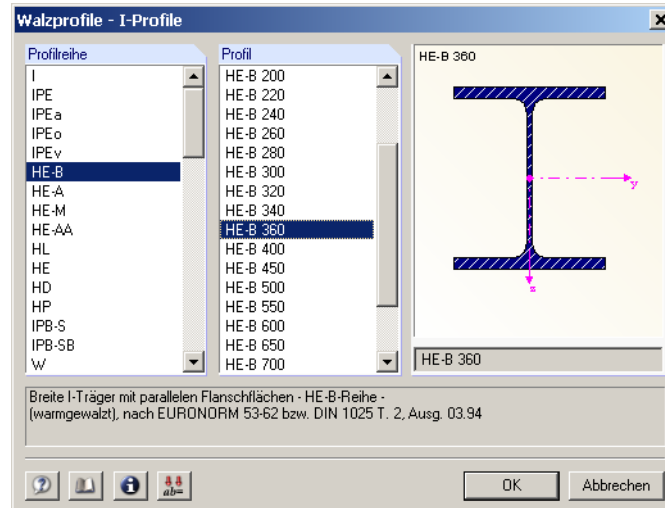 Walzprofile - I-Profile
Profilreihe
I
IPE
IPEa
IPEo
IPEv
HE-B
HE-A
HE-M
HE-AA
HL
HE
HD
HP
IPB-S
IPB-SB
W
Profil
HE-B 200
HE-B 220
HE-B 240
HE-B 260
HE-B 280
HE-B 300
HE-B 320
HE-B 340
HE-B 360
HE-B 400
HE-B 450
HE-B 500
HE-B 550
HE-B 600
HE-B 650
HE-B 700
HE-B 360
y
z
HE-B 360
Breite I-Träger mit parallelen Flanschflächen - HE-B-Reihe -
(warmgewalzt), nach EURONORM 53-62 bzw. DIN 1025 T. 2, Ausg. 03.94
ab=
OK
Abbrechen